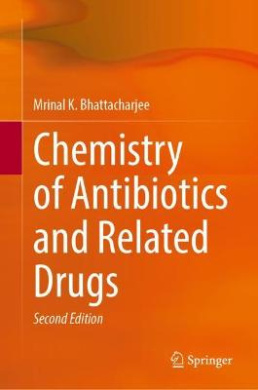 Mrinal K. Bhattacharjee
Chemistry
of Antibiotics
and Related
Drugs
Second Edition
Springer